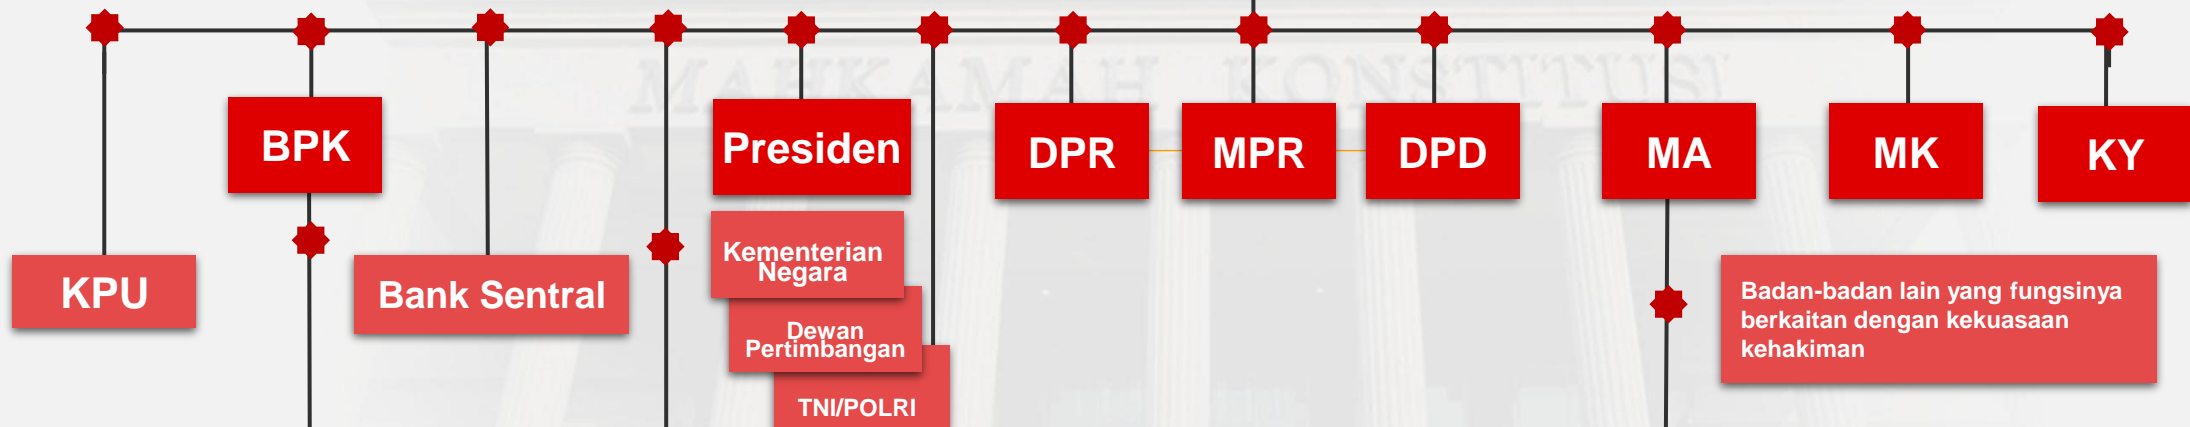 MAHKAMAH KONSTITUSI
BPK
Presiden
DPR
MPR
DPD
MA
MK
KY
KPU
Bank Sentral
Kementerian
Negara
Dewan
Pertimbangan
TNI/POLRI
Badan-badan lain yang fungsinya
berkaitan dengan kekuasaan
kehakiman